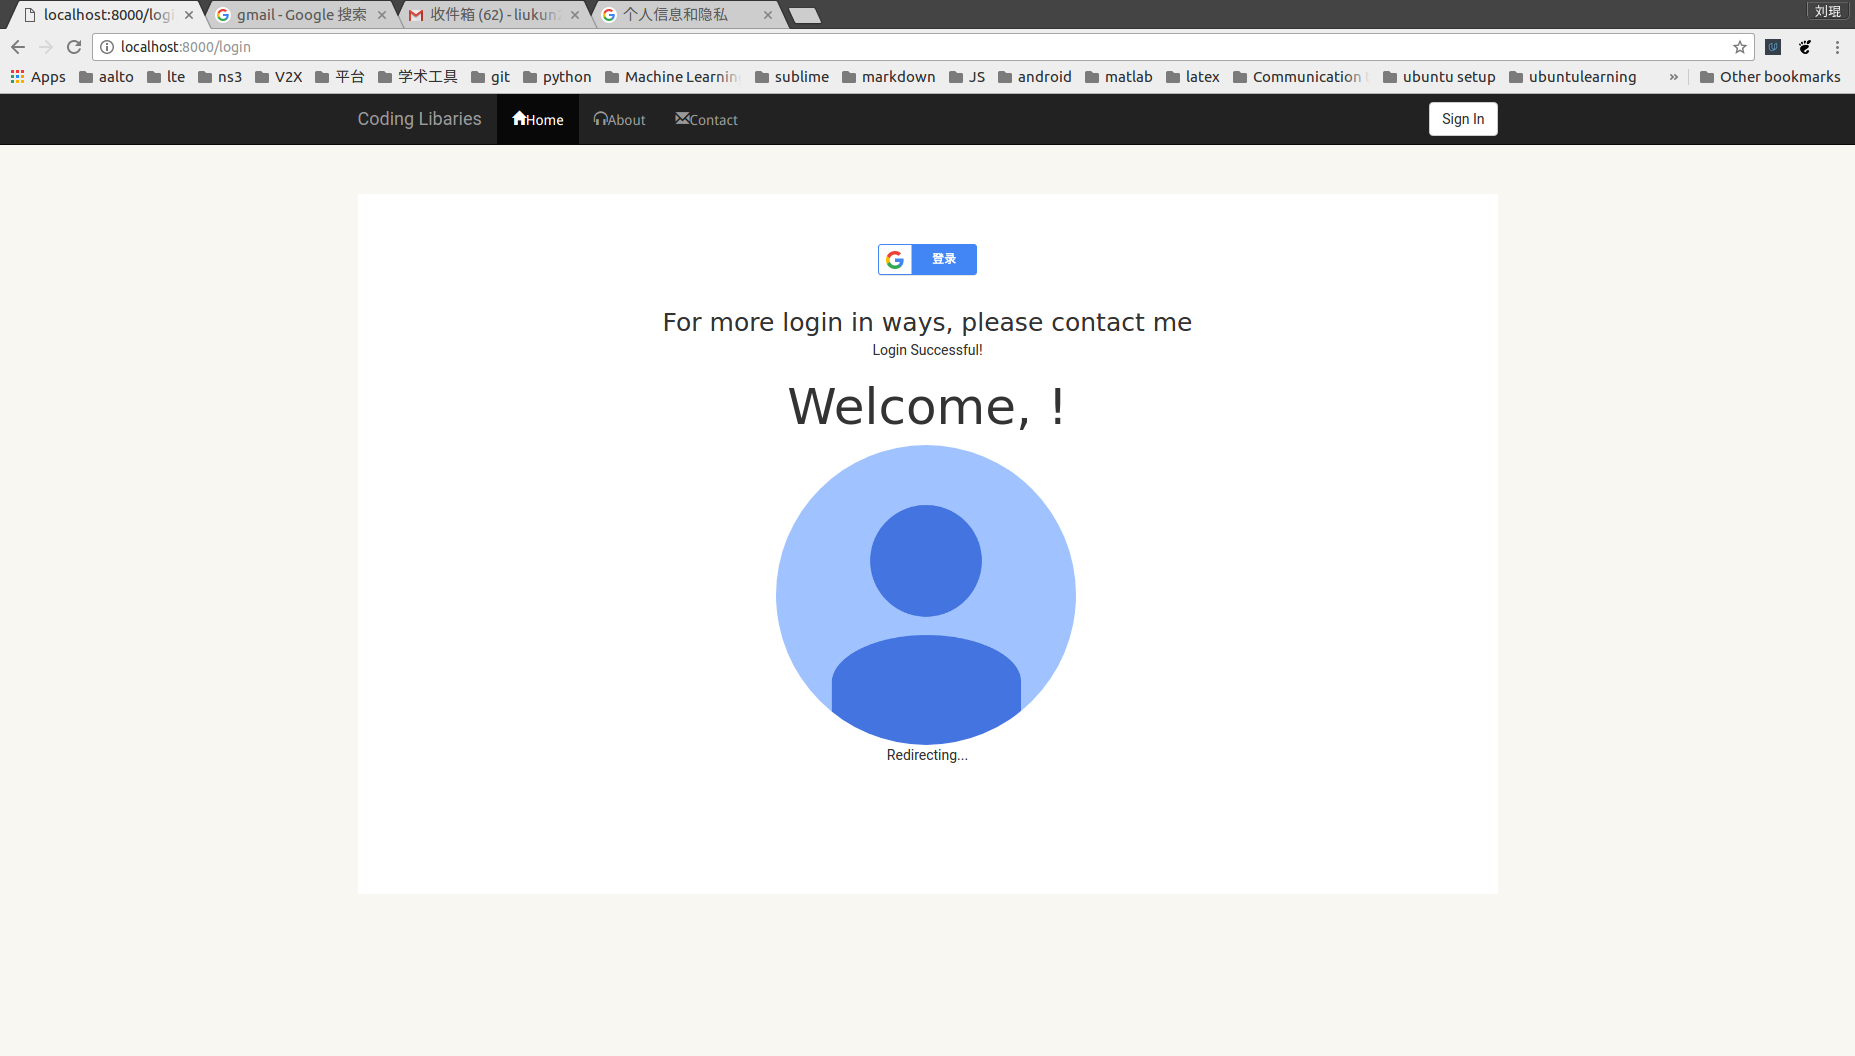 localhost:8000/logi
gmail - Google 搜索
收件箱 (62) - liukun
个人信息和隐私
刘琨
localhost:8000/login
Apps aalto lte ns3 V2X 平台 学术工具 git python Machine Learnin sublime markdown JS android matlab latex Communication ubuntu setup ubuntulearning » Other bookmarks
Coding Libaries Home About Contact Sign In
登录
For more login in ways, please contact me
Login Successful!
Welcome, !
Redirecting...